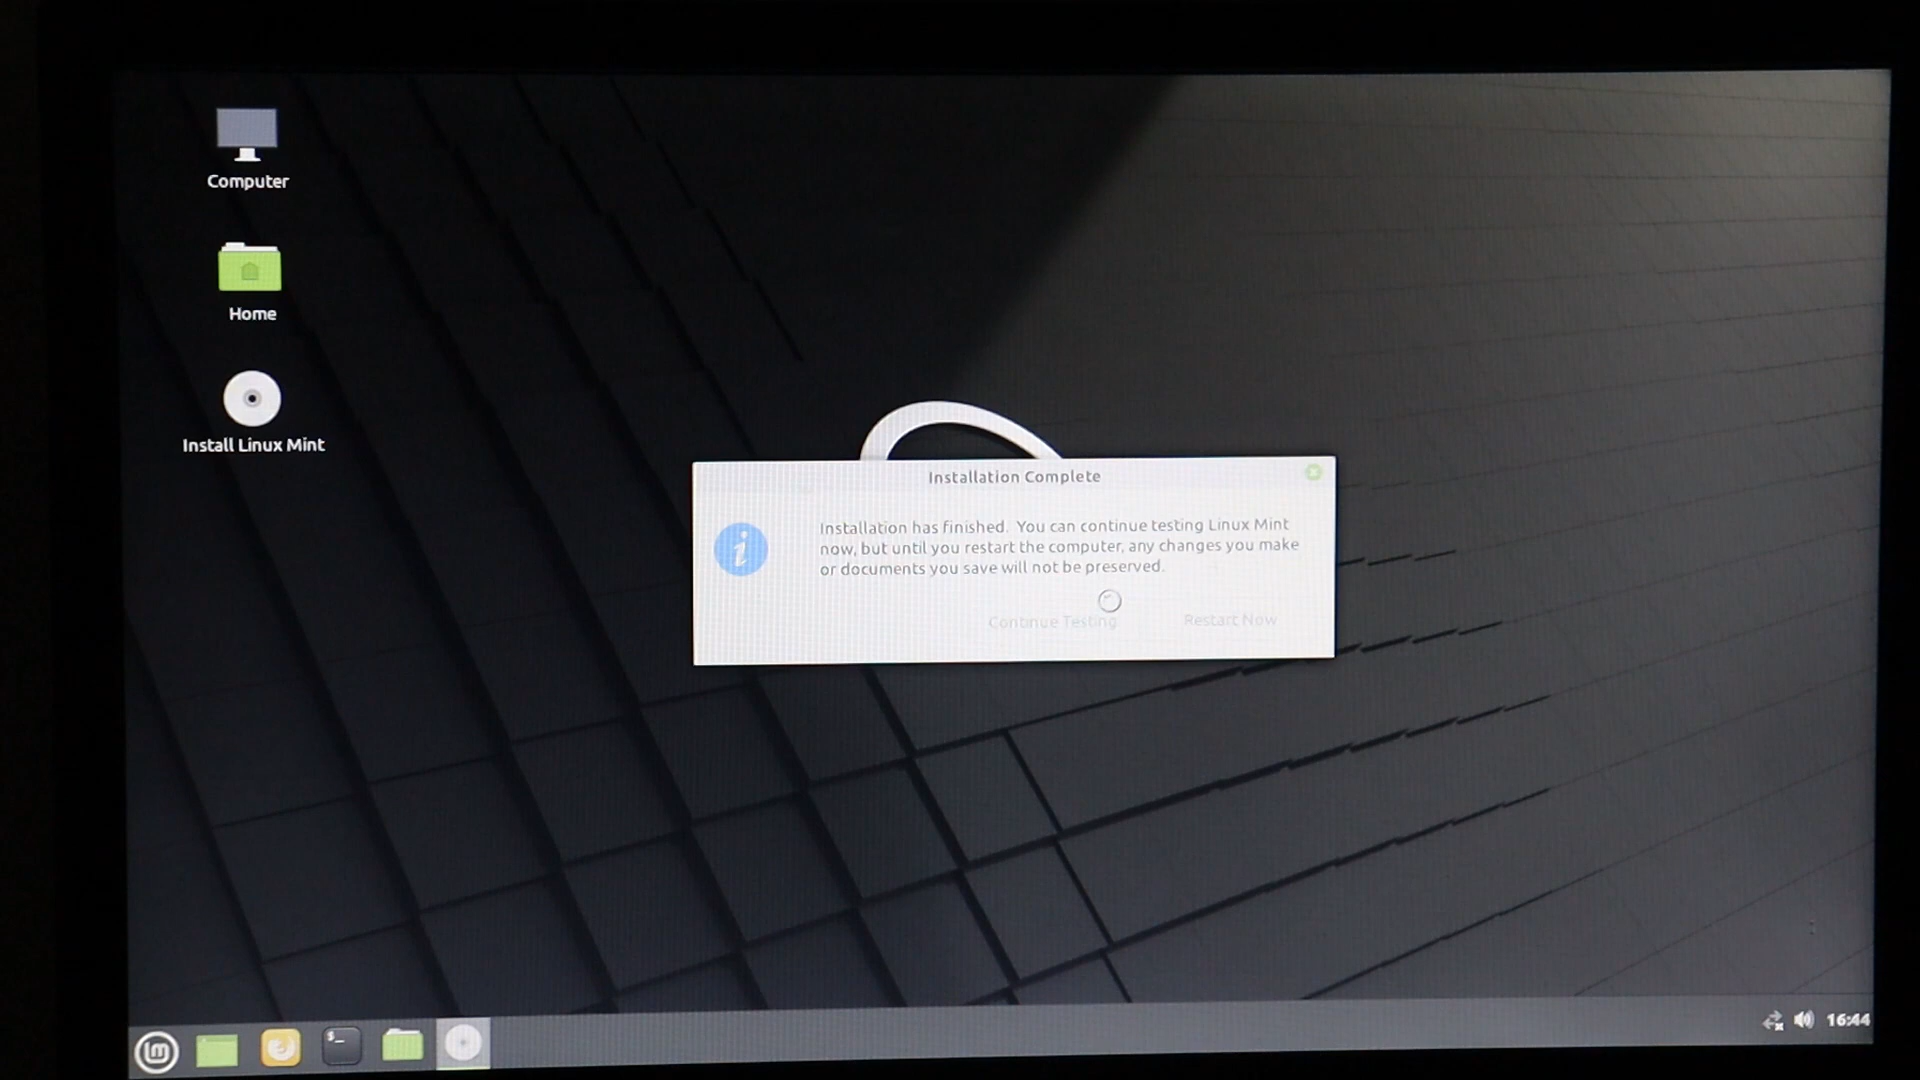 Computer
Home
Install Linux Mint
Installation Complete
Installation has finished. You can continue testing Linux Mint
now, but until you restart the computer, any changes you make
or documents you save will not be preserved.
Continue Testing
Restart Now
$_
16:44